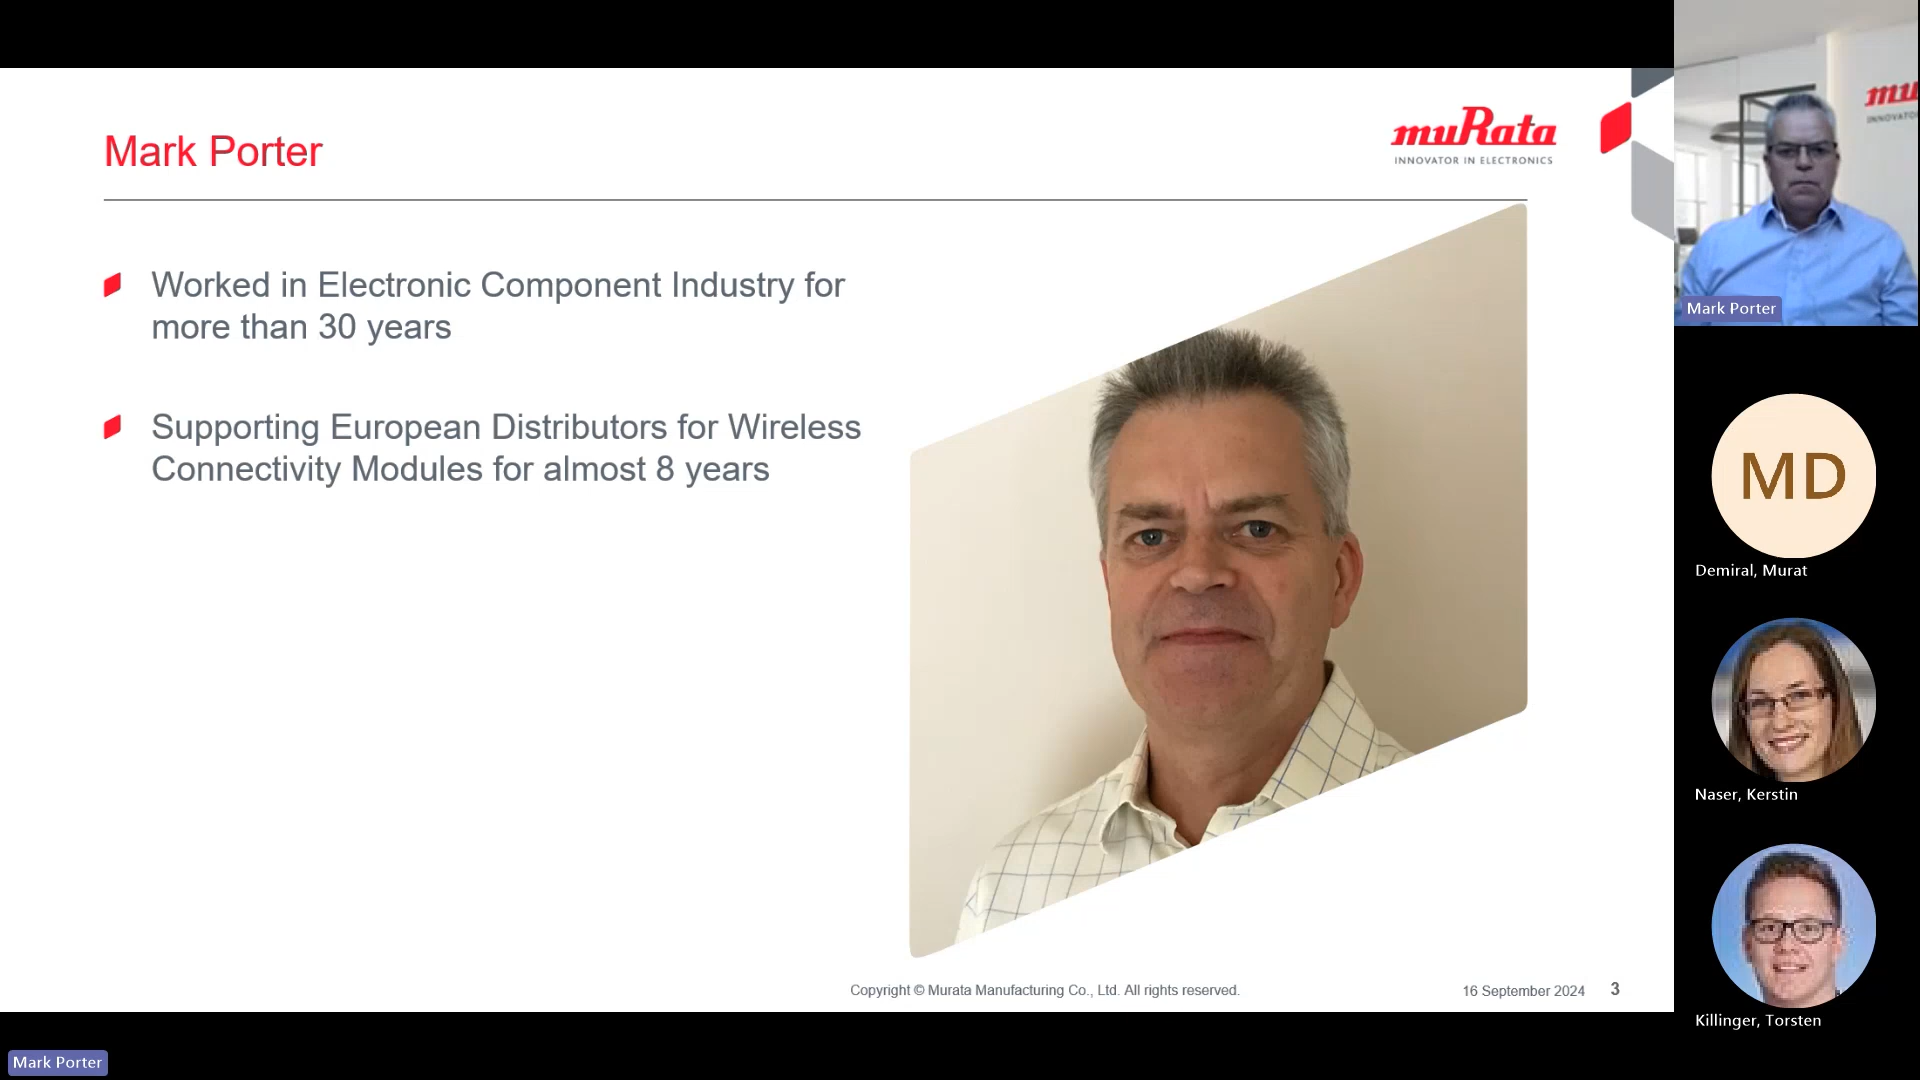 Mark Porter
muRata
INNOVATOR IN ELECTRONICS
Worked in Electronic Component Industry for
more than 30 years
Supporting European Distributors for Wireless
Connectivity Modules for almost 8 years
Copyright © Murata Manufacturing Co., Ltd. All rights reserved.
16 September 2024
3
Mark Porter
mu
INNOVATO
Mark Porter
MD
Demiral, Murat
Naser, Kerstin
Killinger, Torsten